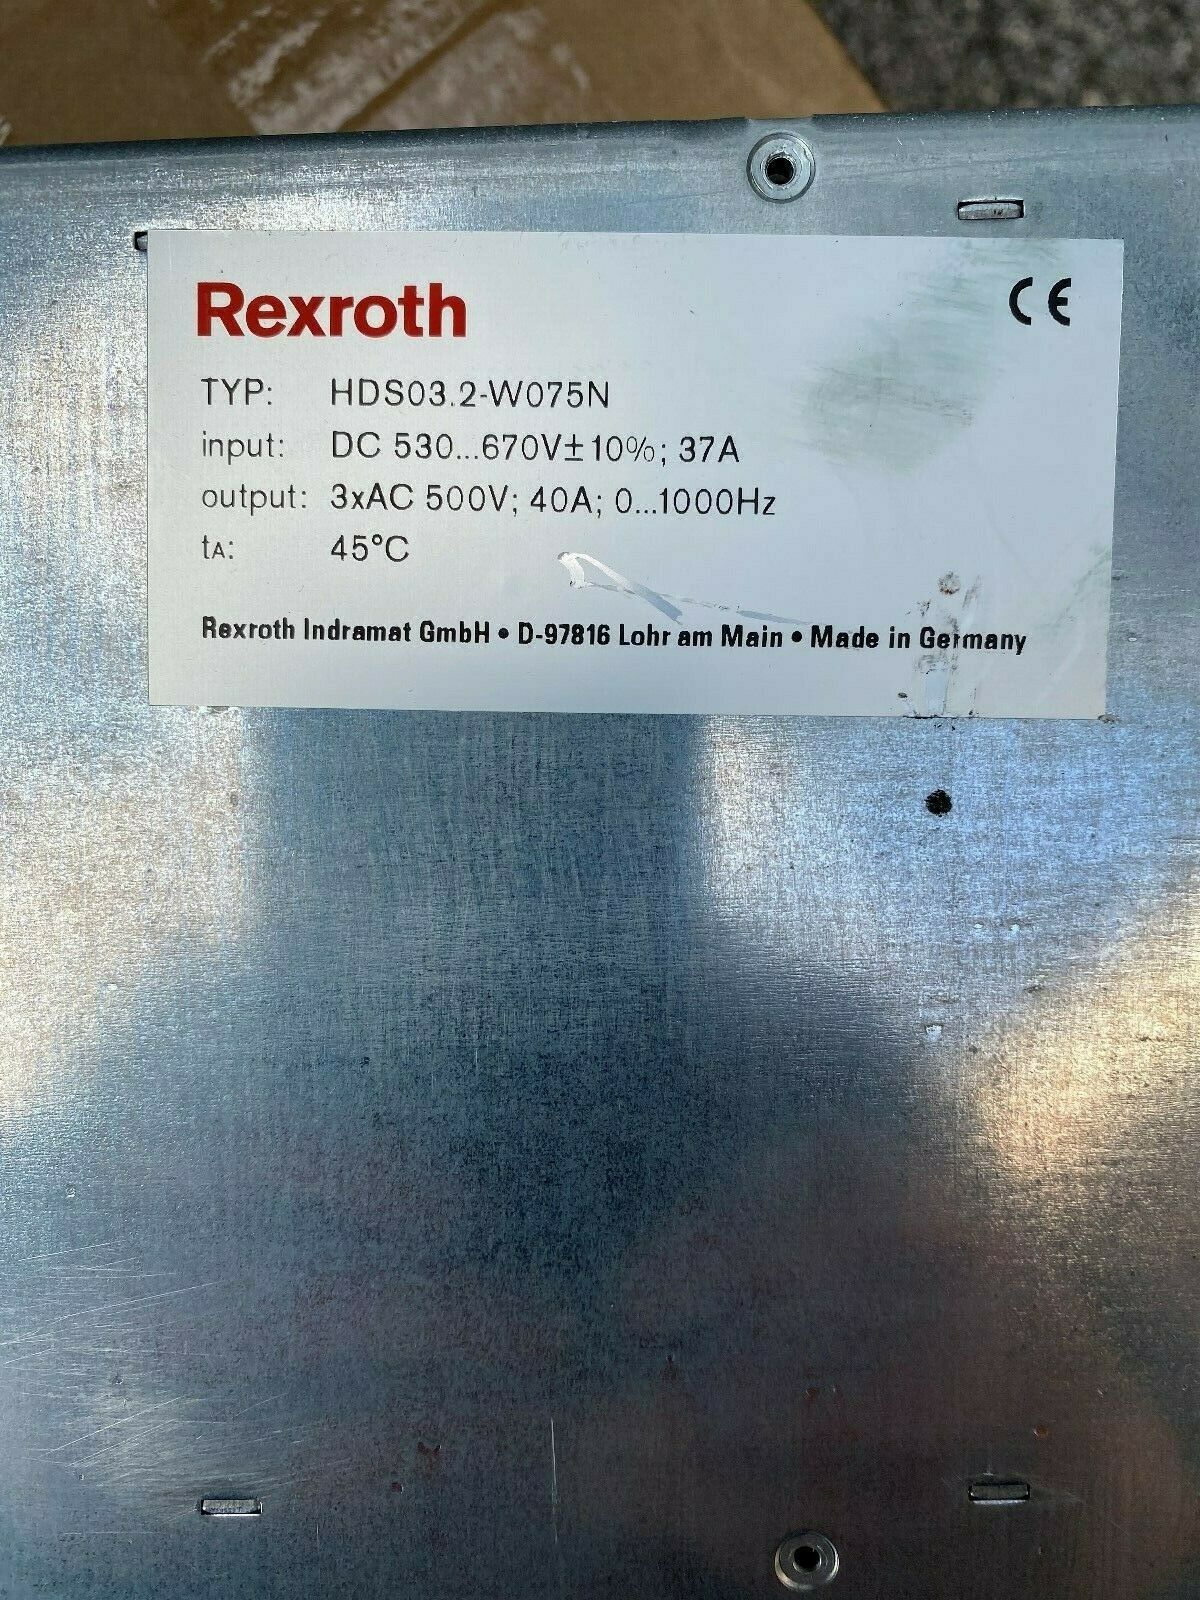 Rexroth
CE
TYP: HDS03.2-W075N
input: DC 530...670V±10%; 37A
output: 3xAC 500V; 40A; 0...1000Hz
tA: 45°C
Rexroth Indramat GmbH • D-97816 Lohr am Main • Made in Germany